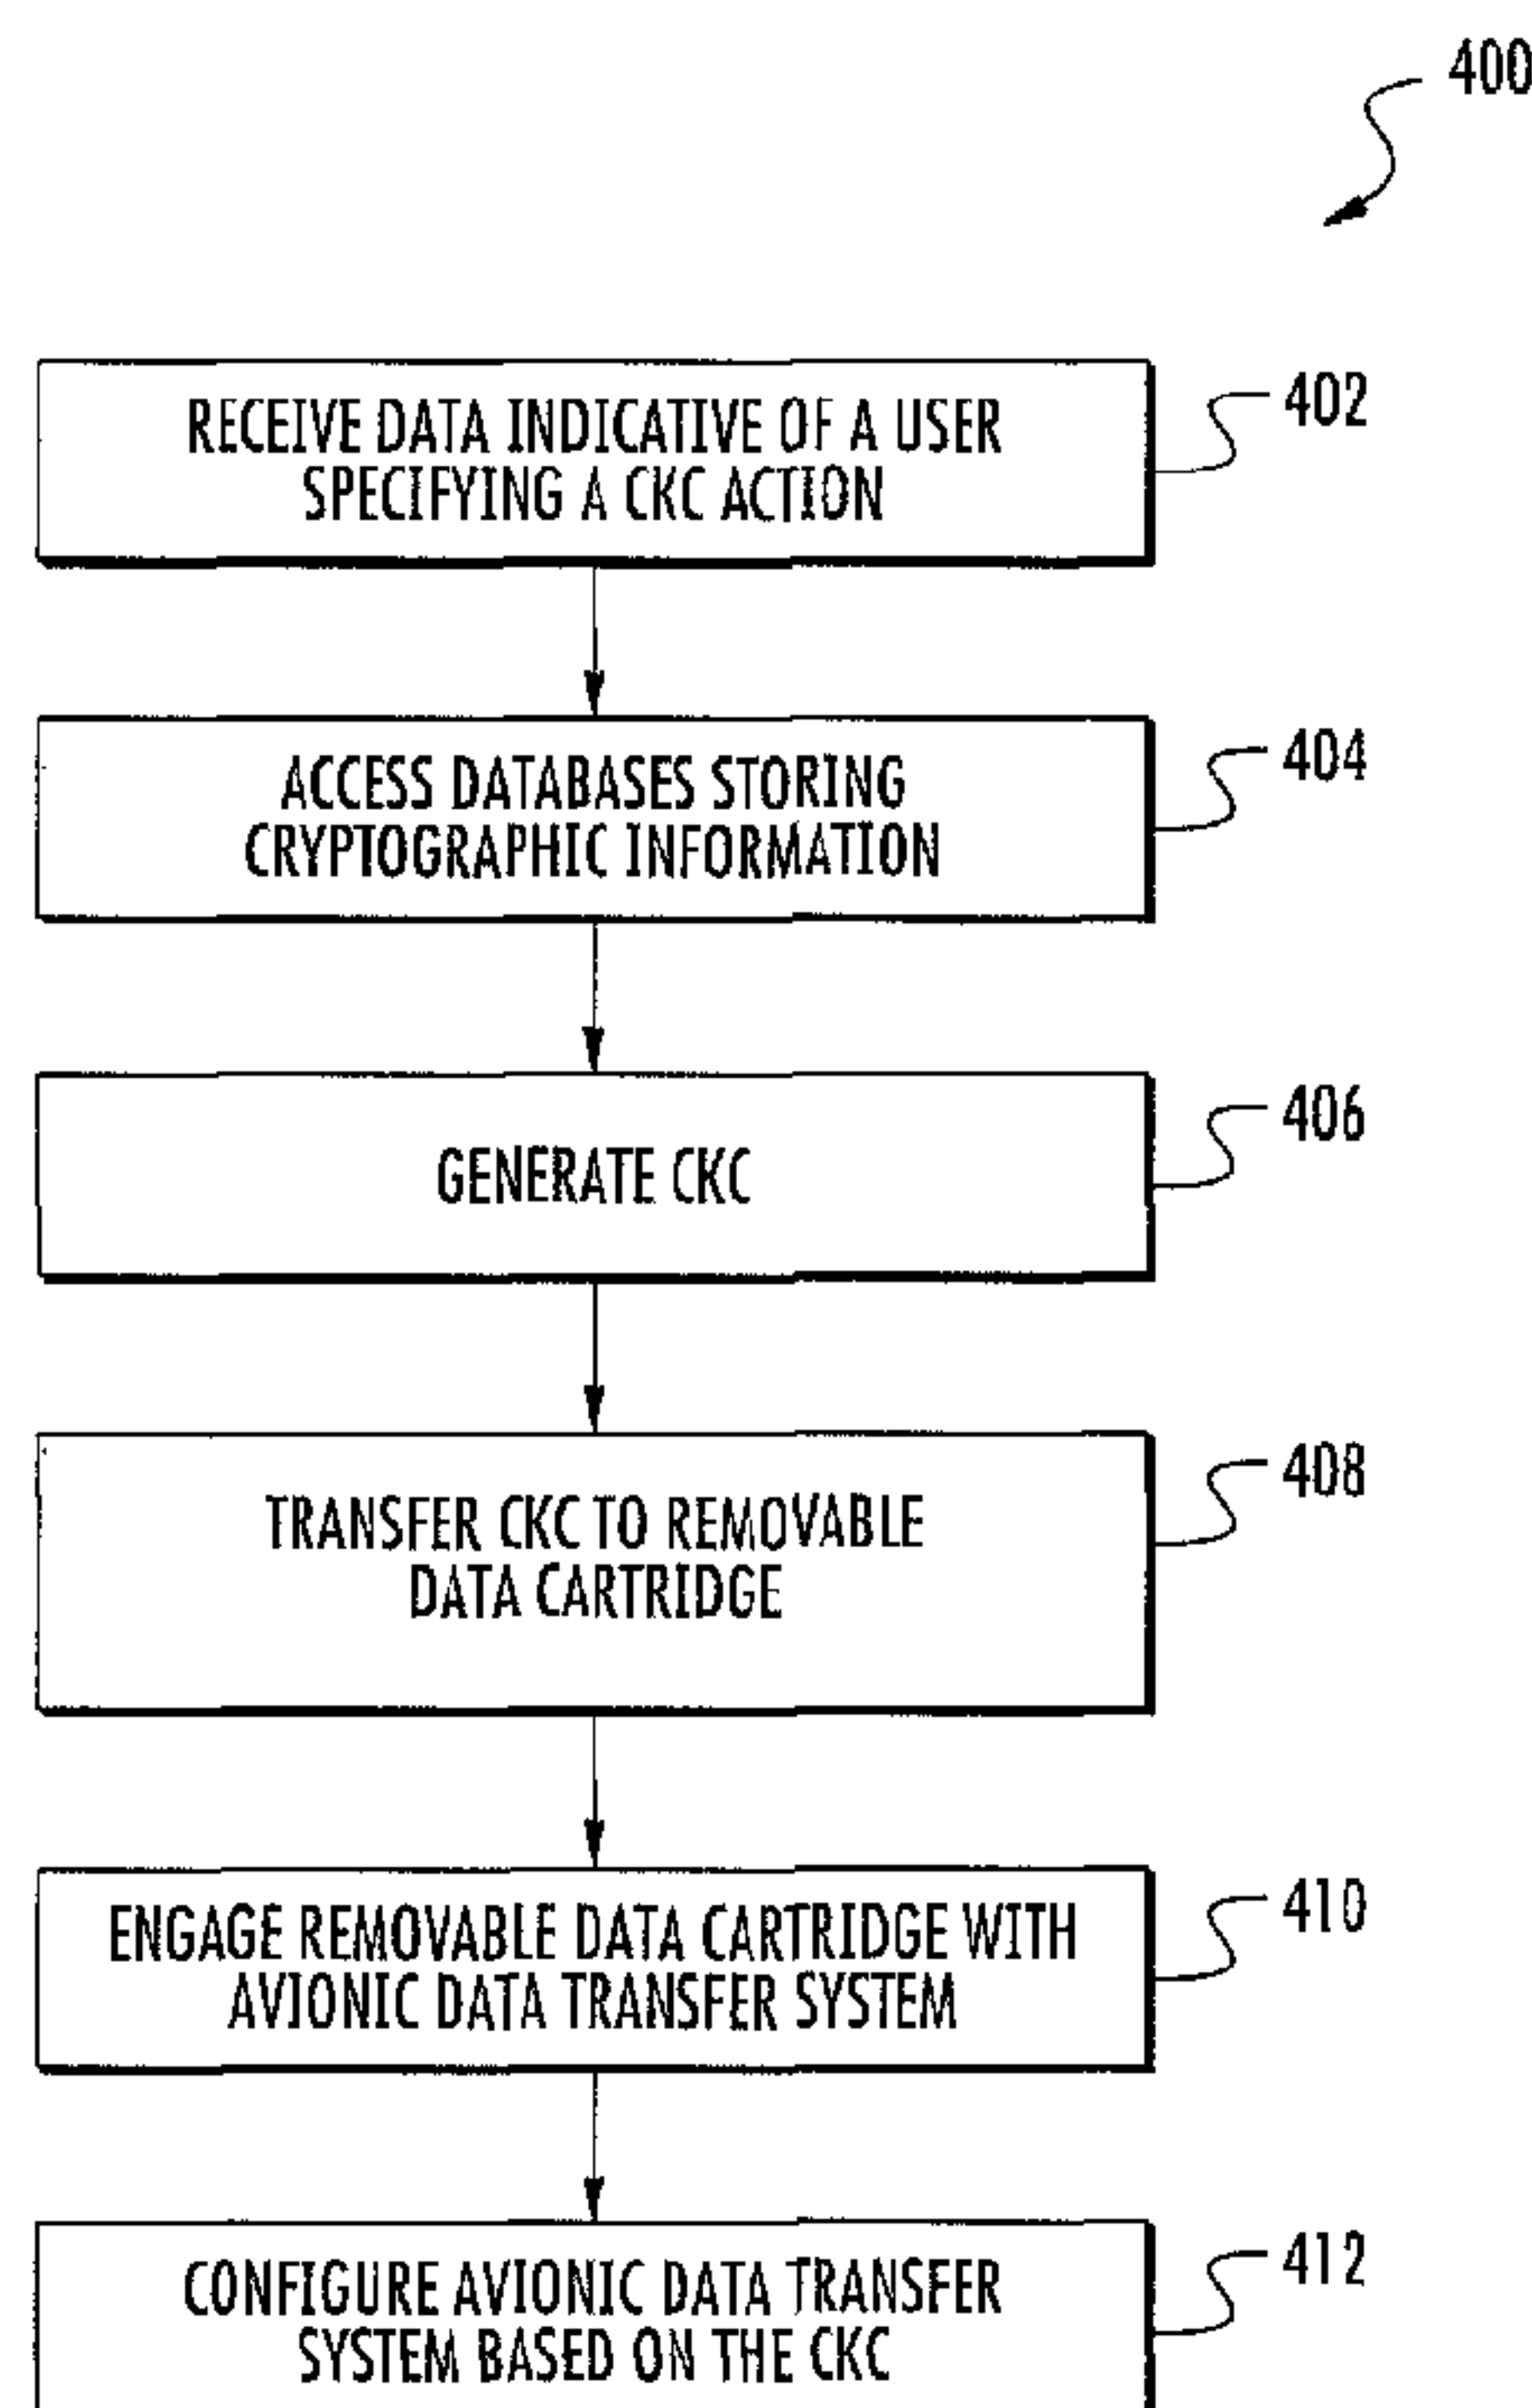 400
RECEIVE DATA INDICATIVE OF A USER
SPECIFYING A CKC ACTION
402
ACCESS DATABASES STORING
CRYPTOGRAPHIC INFORMATION
404
GENERATE CKC
406
TRANSFER CKC TO REMOVABLE
DATA CARTRIDGE
408
ENGAGE REMOVABLE DATA CARTRIDGE WITH
AVIONIC DATA TRANSFER SYSTEM
410
CONFIGURE AVIONIC DATA TRANSFER
SYSTEM BASED ON THE CKC
412